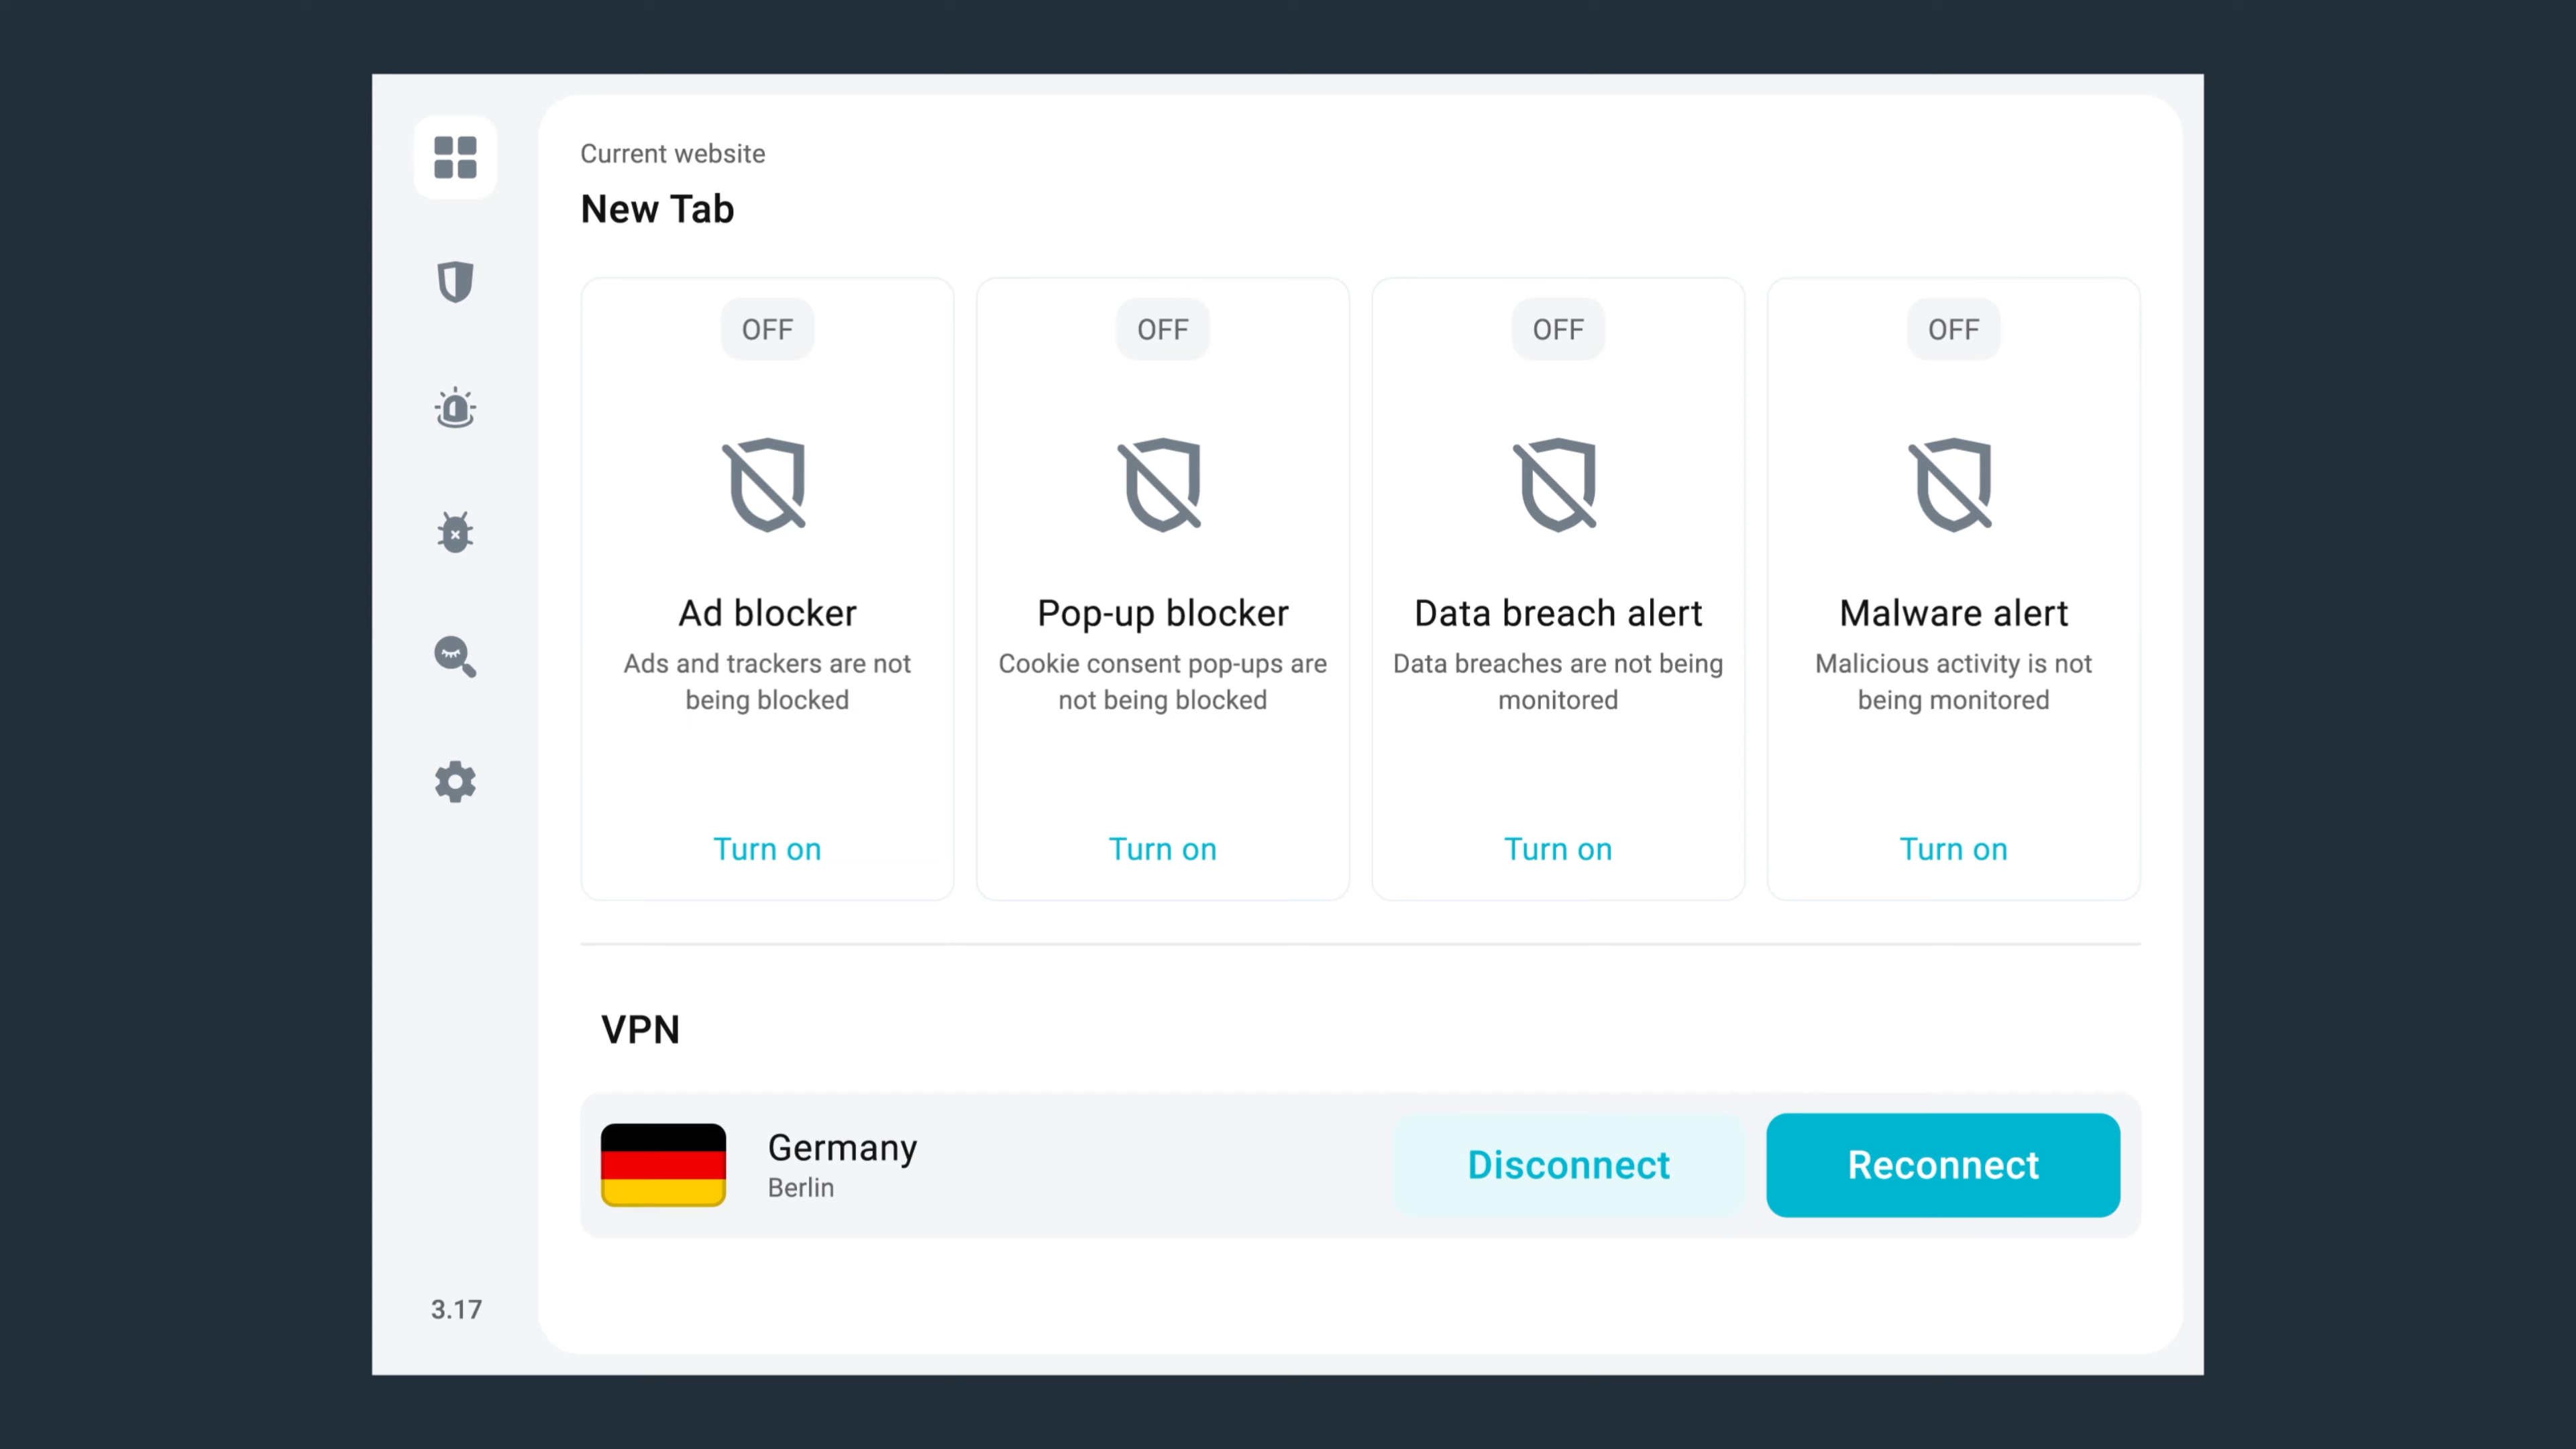 Current website
New Tab
OFF
OFF
OFF
OFF
Ad blocker
Ads and trackers are not
being blocked
Turn on
Pop-up blocker
Cookie consent pop-ups are
not being blocked
Turn on
Data breach alert
Data breaches are not being
monitored
Turn on
Malware alert
Malicious activity is not
being monitored
Turn on
VPN
Germany
Berlin
Disconnect
Reconnect
3.17